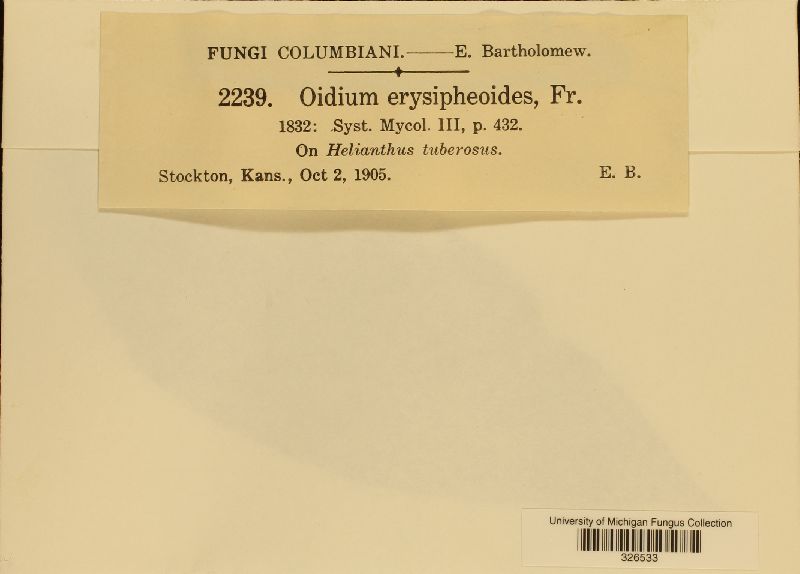 FUNGI COLUMBIANI.—E. Bartholomew.
2239. Oidium erysipheoides, Fr.
1832: Syst. Mycol. III, p. 432.
On Helianthus tuberosus.
Stockton, Kans., Oct 2, 1905. E. B.
University of Michigan Fungus Collection
326533